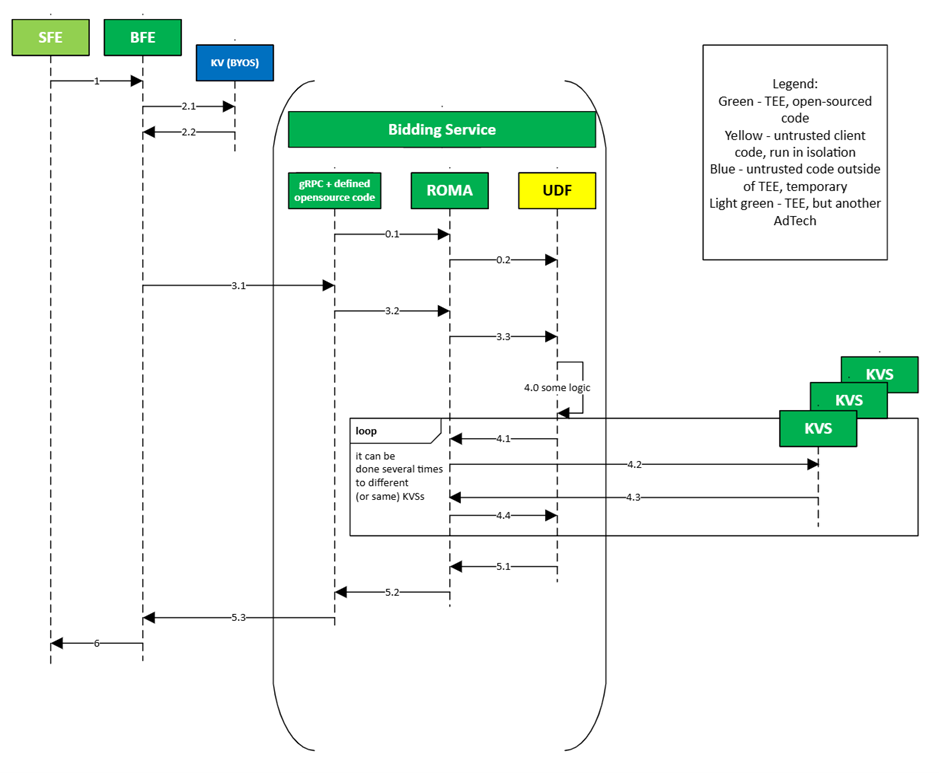 SFE
BFE
KV (BYOS)
Legend:
Green - TEE, open-sourced
code
Yellow - untrusted client
code, run in isolation
Blue - untrusted code outside
of TEE, temporary
Light green - TEE, but another
AdTech
1
2.1
2.2
Bidding Service
gRPC + defined
opensource code
ROMA
UDF
0.1
0.2
3.1
3.2
3.3
4.0 some logic
KVS
KVS
KVS
loop
it can be
done several times
to different
(or same) KVSs
4.1
4.2
4.3
4.4
5.1
5.2
5.3
6